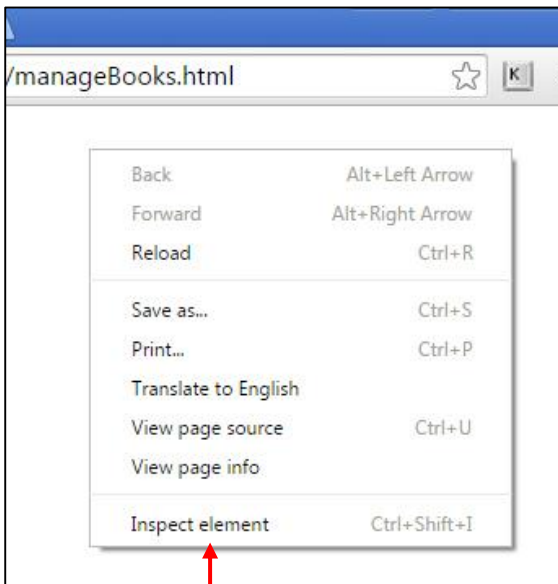 /manageBooks.html
K
Back Alt+Left Arrow
Forward Alt+Right Arrow
Reload Ctrl+R
Save as... Ctrl+S
Print... Ctrl+P
Translate to English
View page source Ctrl+U
View page info
Inspect element Ctrl+Shift+I